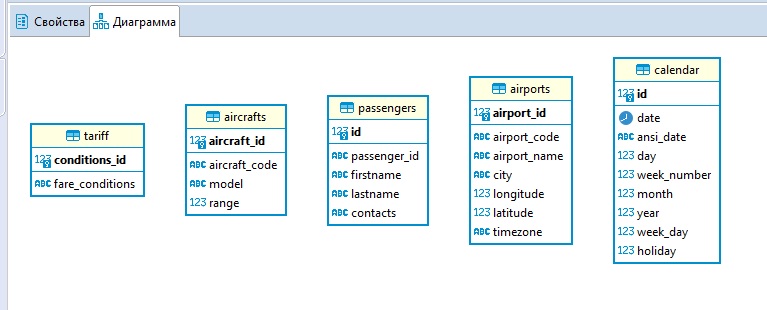 Свойства
Диаграмма
tariff
123 conditions_id
ABC fare_conditions
aircrafts
123 aircraft_id
ABC aircraft_code
ABC model
123 range
passengers
123 id
ABC passenger_id
ABC firstname
ABC lastname
ABC contacts
airports
123 airport_id
ABC airport_code
ABC airport_name
ABC city
123 longitude
123 latitude
ABC timezone
calendar
123 id
date
ABC ansi_date
123 day
123 week_number
123 month
123 year
123 week_day
123 holiday